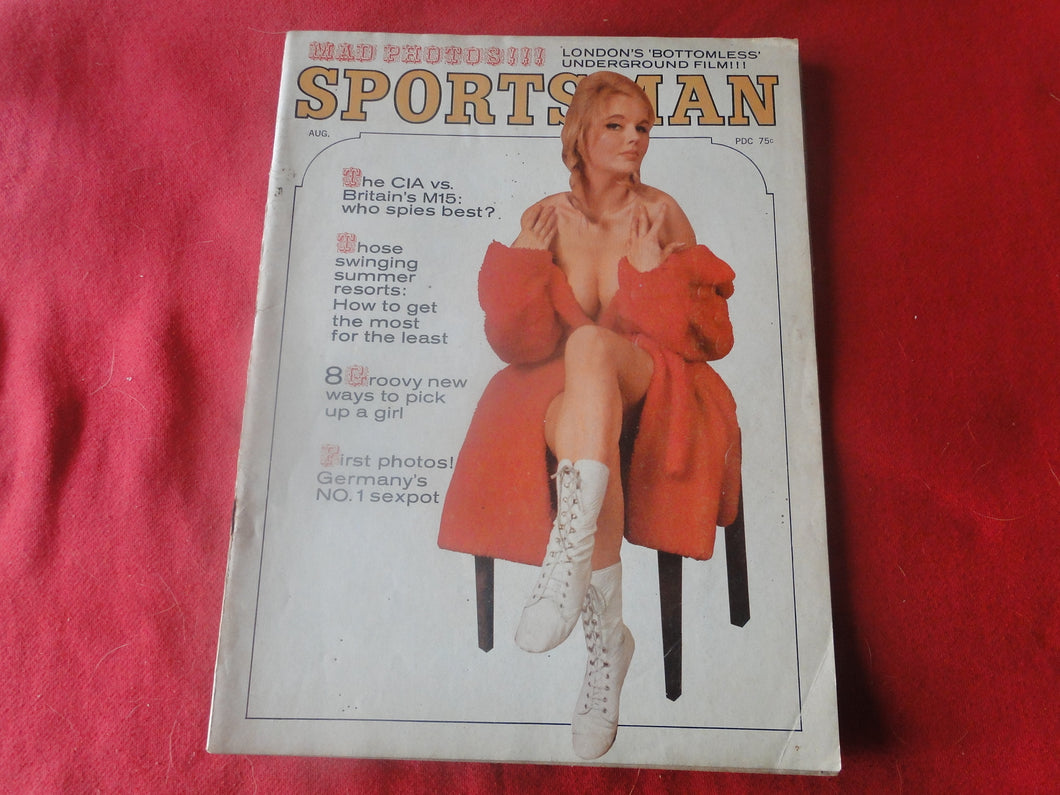 MAD PHOTOS!!!
LONDON'S 'BOTTOMLESS'
UNDERGROUND FILM!!!
SPORTSMAN
AUG.
PDC 75c
The CIA vs.
Britain's M15:
who spies best?
Those
swinging
summer
resorts:
How to get
the most
for the least
8 Groovy new
ways to pick
up a girl
First photos!
Germany's
NO. 1 sexpot